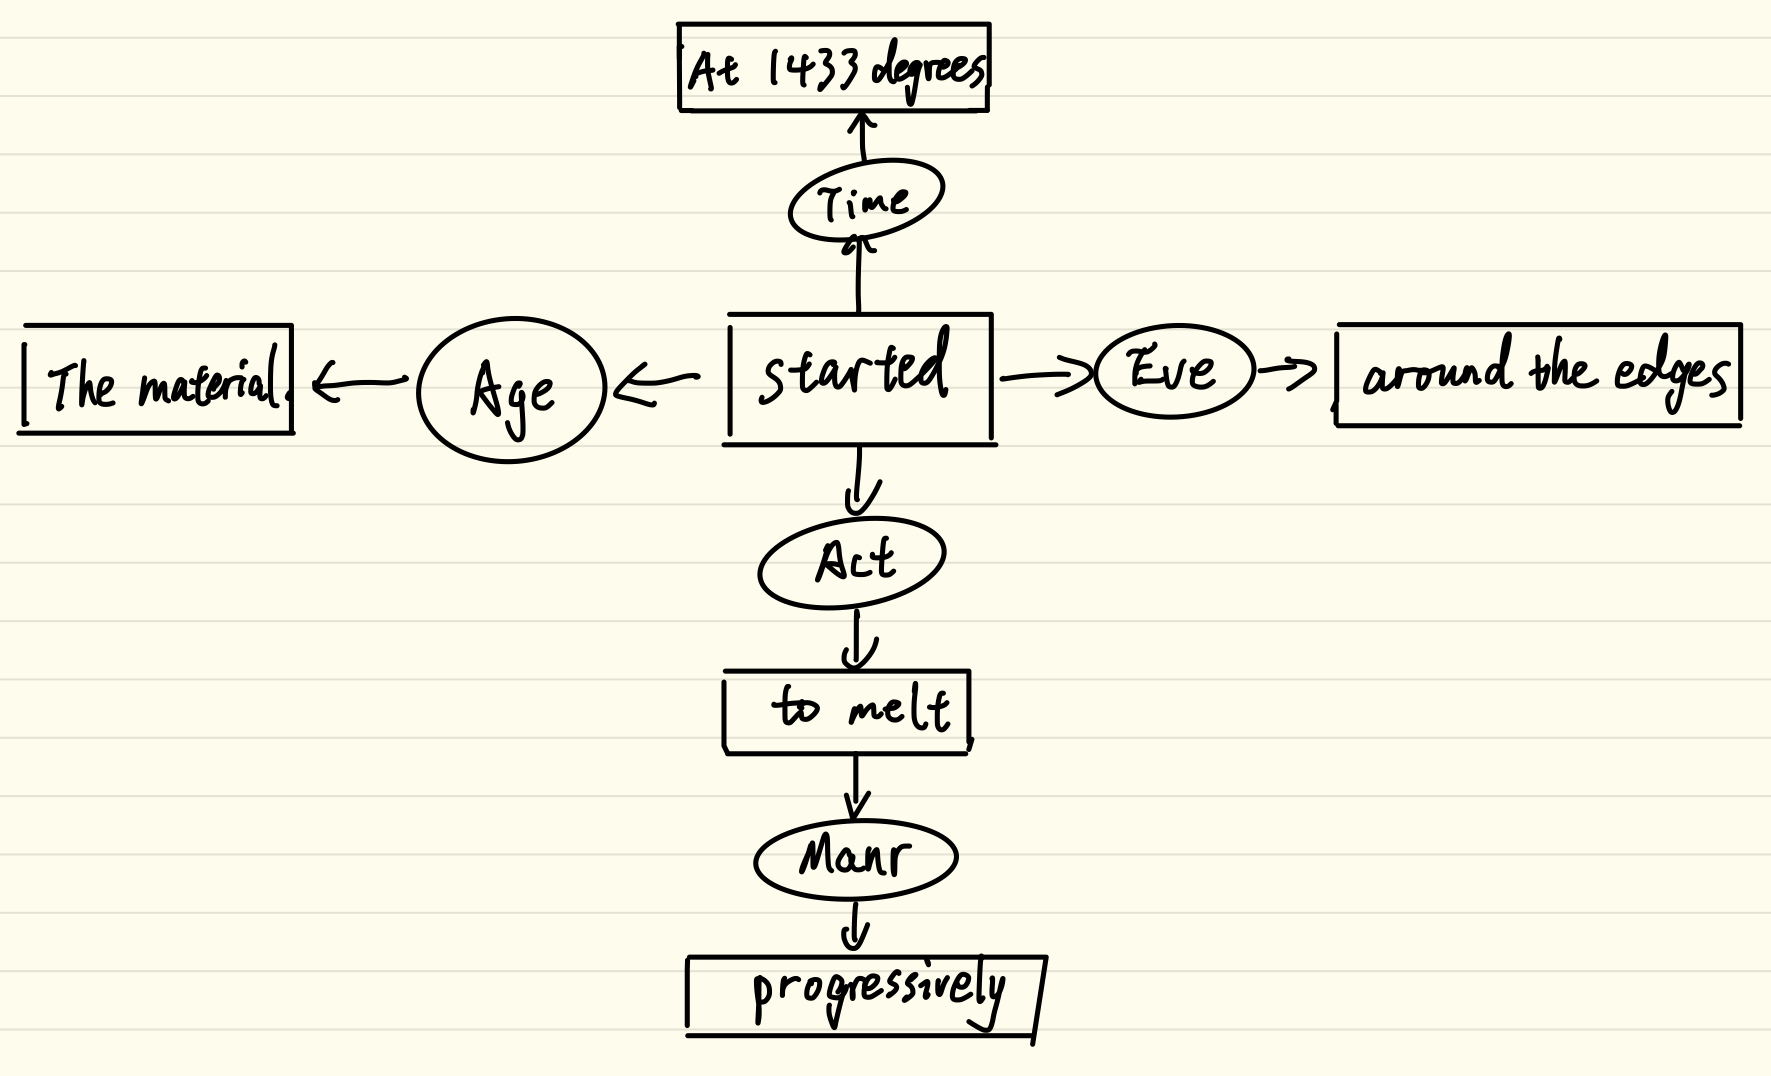 At 1433 degrees
Time
The material
Age
started
Eve
around the edges
Act
to melt
Manr
progressively